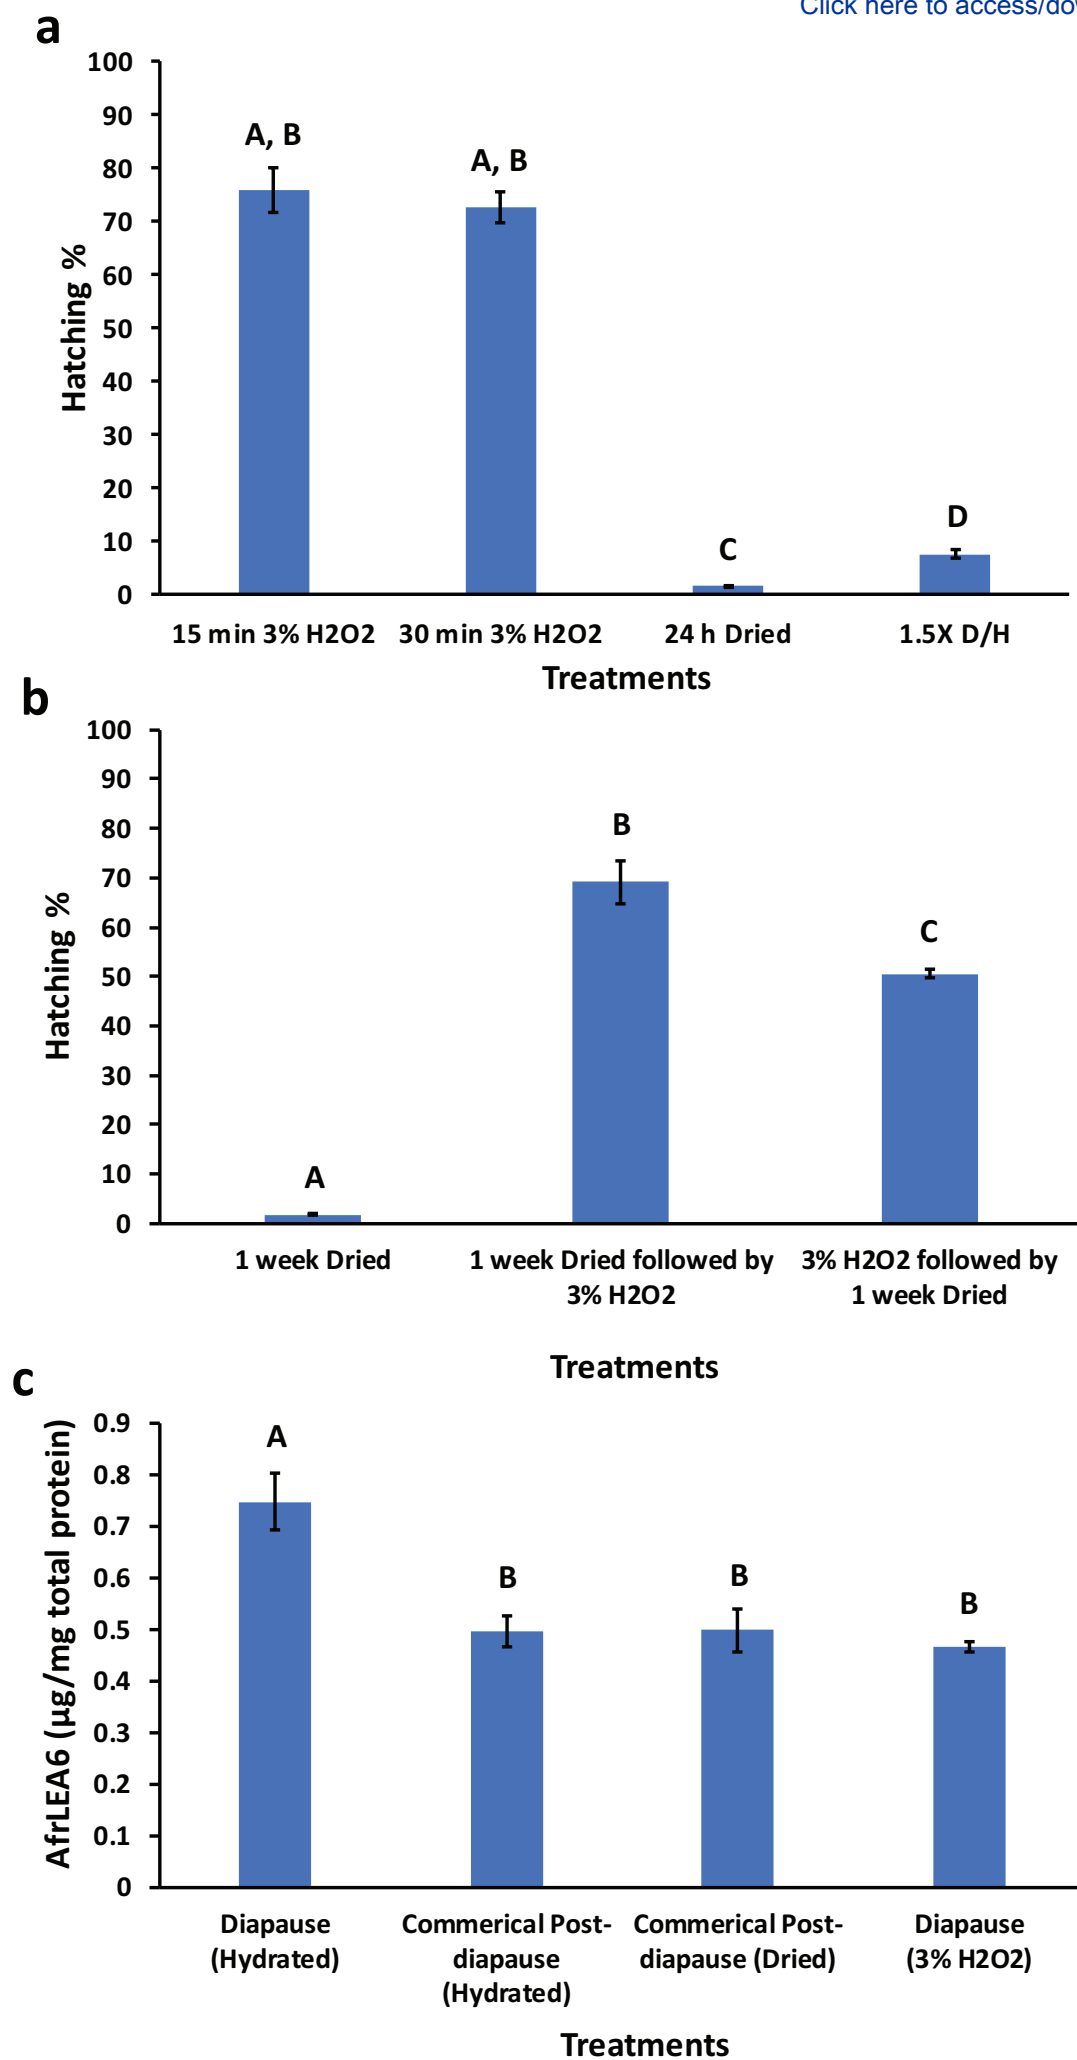 Click here to access/dov
a
100
90
80
70
60
50
40
30
20
10
0
Hatching %
A, B
A, B
C
D
15 min 3% H2O2 30 min 3% H2O2 24 h Dried 1.5X D/H
Treatments
b
100
90
80
70
60
50
40
30
20
10
0
Hatching %
A
B
C
1 week Dried 1 week Dried followed by 3% H2O2 followed by
3% H2O2 1 week Dried
Treatments
c
0.9
0.8
0.7
0.6
0.5
0.4
0.3
0.2
0.1
0
AfrLEA6 (µg/mg total protein)
A
B
B
B
Diapause Commerical Post- Commerical Post- Diapause
(Hydrated) diapause diapause (Dried) (3% H2O2)
(Hydrated)
Treatments